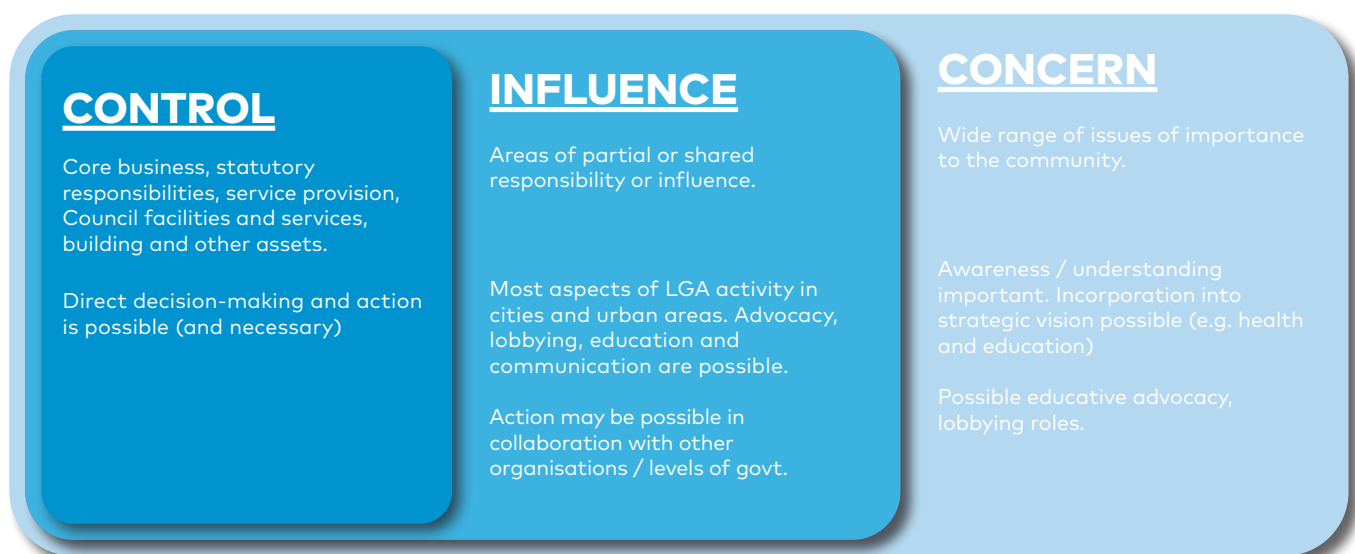 CONTROL
Core business, statutory
responsibilities, service provision,
Council facilities and services,
building and other assets.
Direct decision-making and action
is possible (and necessary)
INFLUENCE
Areas of partial or shared
responsibility or influence.
Most aspects of LGA activity in
cities and urban areas. Advocacy,
lobbying, education and
communication are possible.
Action may be possible in
collaboration with other
organisations / levels of govt.
CONCERN
Wide range of issues of importance
to the community.
Awareness / understanding
important. Incorporation into
strategic vision possible (e.g. health
and education)
Possible educative advocacy,
lobbying roles.